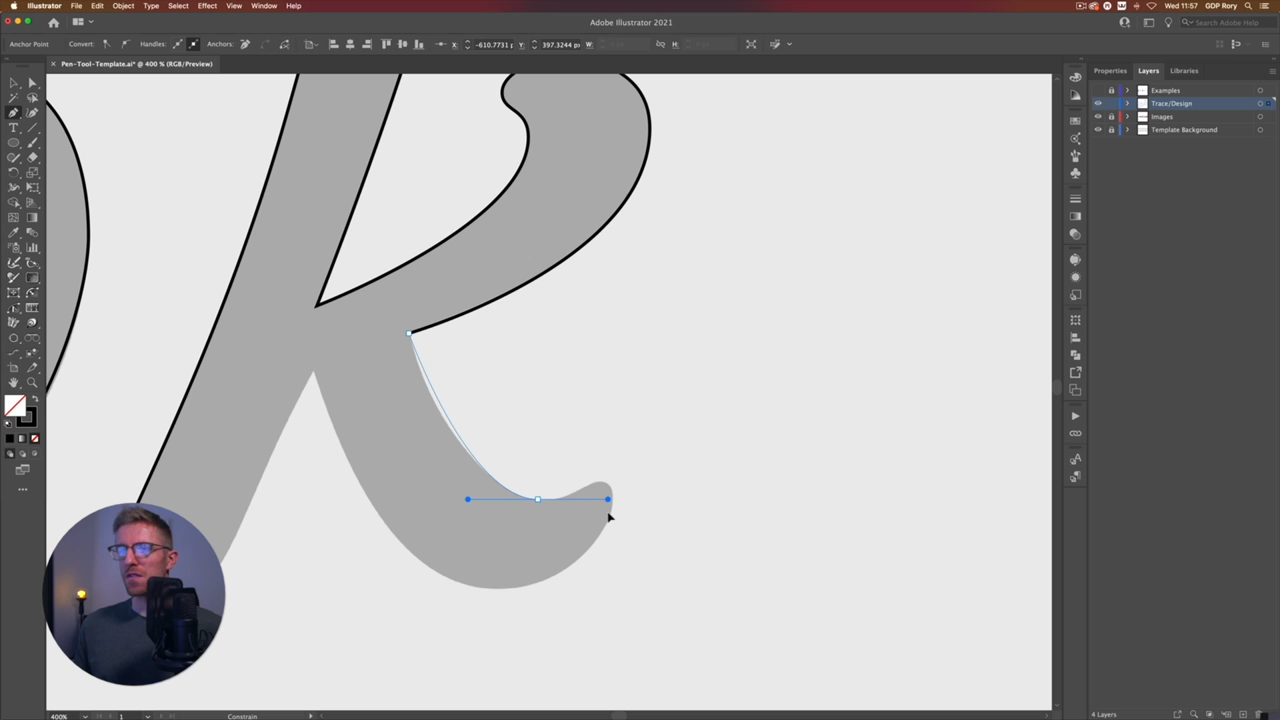 Illustrator File Edit Object Type Select Effect View Window Help Wed 11:57 GDP Rory
Adobe Illustrator 2021 Search Adobe Help
Anchor Point Convert: Handles: Anchors: X: -610.7731 Y: 397.3244 px W: H:
Pen-Tool-Template.ai* @ 400 % (RGB/Preview)
Properties Layers Libraries
Examples
Trace/Design
Images
Template Background
400% 1 Constrain 4 Layers